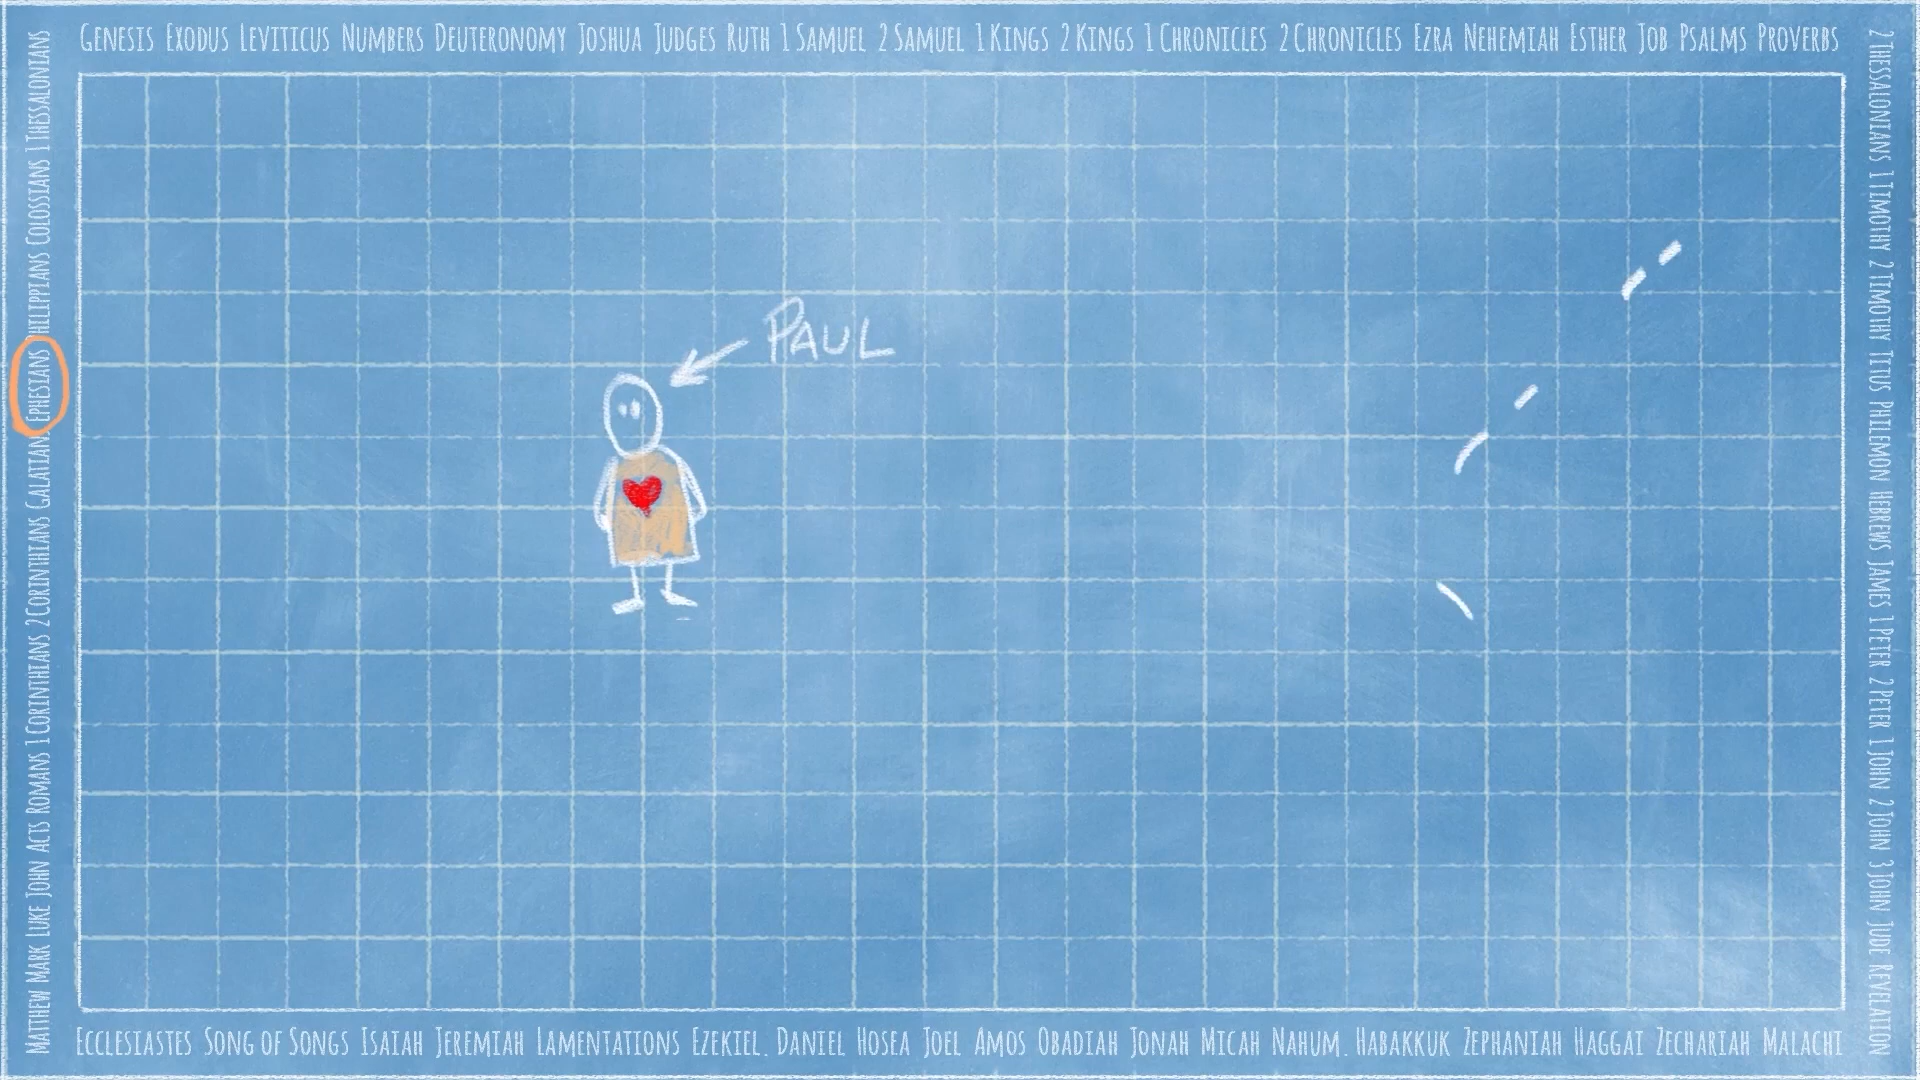 Genesis Exodus Leviticus Numbers Deuteronomy Joshua Judges Ruth 1 Samuel 2 Samuel 1 Kings 2 Kings 1 Chronicles 2 Chronicles Ezra Nehemiah Esther Job Psalms Proverbs
Matthew Mark Luke John Acts Romans 1 Corinthians 2 Corinthians Galatians Ephesians Philippians Colossians 1 Thessalonians
PAUL
2 Thessalonians 1 Timothy 2 Timothy Titus Philemon Hebrews James 1 Peter 2 Peter 1 John 2 John 3 John Jude Revelation
Ecclesiastes Song of Songs Isaiah Jeremiah Lamentations Ezekiel. Daniel Hosea Joel Amos Obadiah Jonah Micah Nahum. Habakkuk Zephaniah Haggai Zechariah Malachi